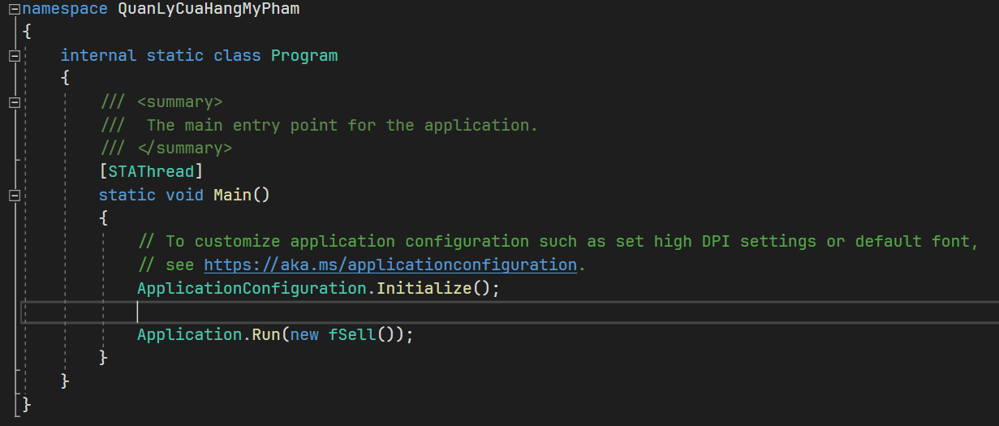 namespace QuanLyCuaHangMyPham
{
    internal static class Program
    {
        /// <summary>
        ///  The main entry point for the application.
        /// </summary>
        [STAThread]
        static void Main()
        {
            // To customize application configuration such as set high DPI settings or default font,
            // see https://aka.ms/applicationconfiguration.
            ApplicationConfiguration.Initialize();

            Application.Run(new fSell());
        }
    }
}